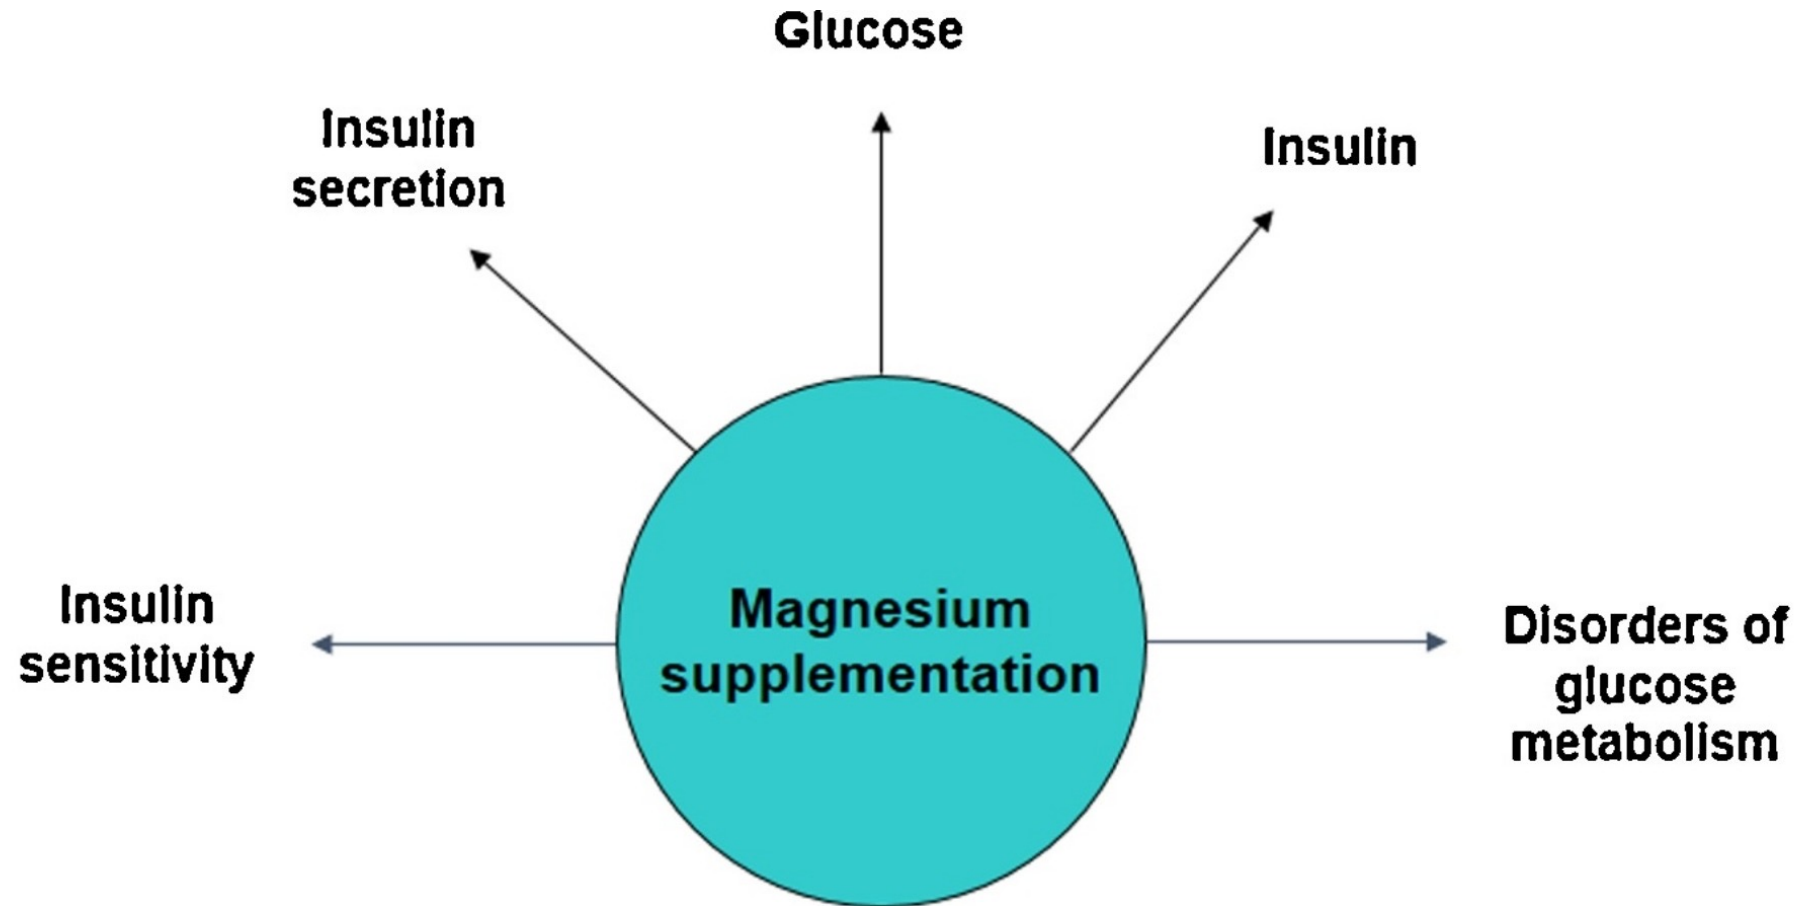 Glucose
Insulin
secretion
Insulin
Insulin
sensitivity
Magnesium
supplementation
Disorders of
glucose
metabolism